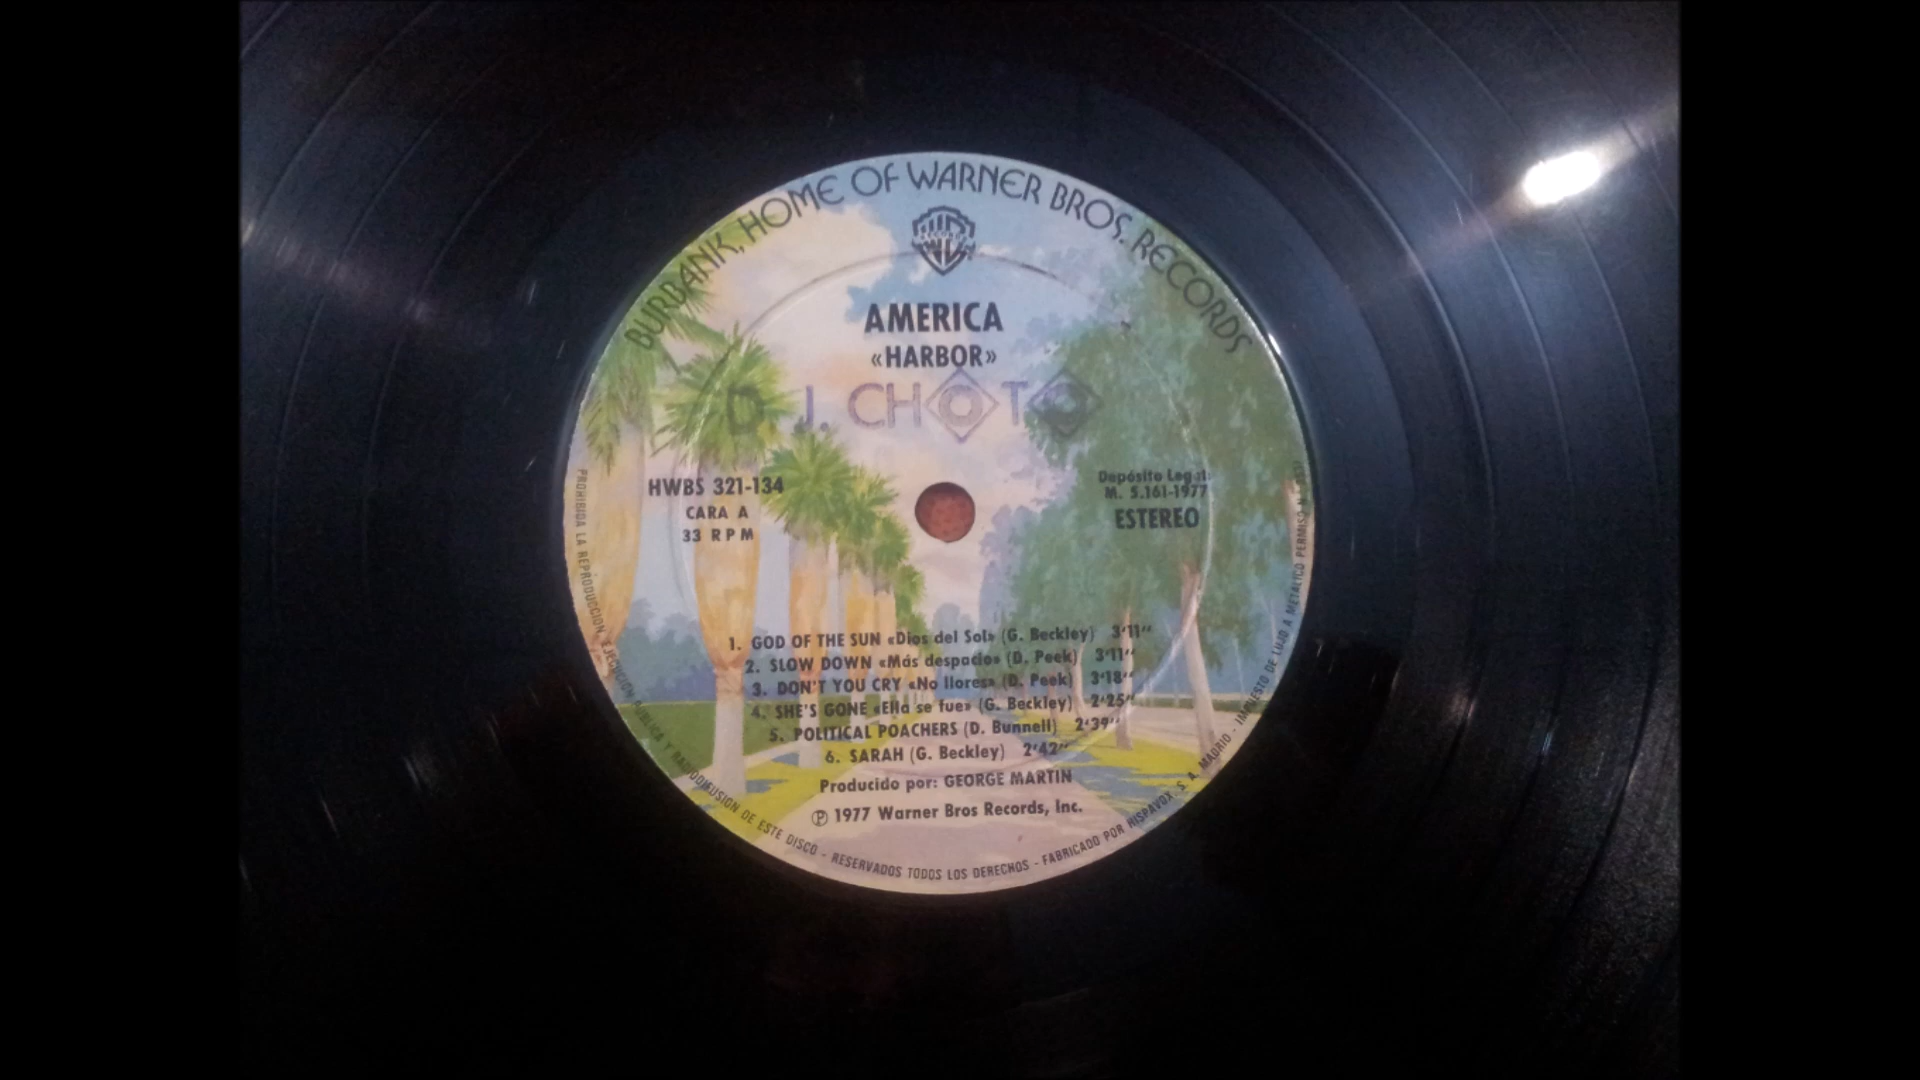 BURBANK, HOME OF WARNER BROS. RECORDS
RECORDS
AMERICA
«HARBOR»
D. J. CHOTO
HWBS 321-134
CARA A
33 RPM
Depósito Legal:
M. 5.161-1977
ESTEREO
1. GOD OF THE SUN «Dios del Sol» (G. Beckley) 3'11''
2. SLOW DOWN «Más despacio» (D. Peek) 3'11''
3. DON'T YOU CRY «No llores» (D. Peek) 3'18''
4. SHE'S GONE «Ella se fue» (G. Beckley) 2'25''
5. POLITICAL POACHERS (D. Bunnell) 2'39''
6. SARAH (G. Beckley) 2'42''
Producido por: GEORGE MARTIN
Ⓟ 1977 Warner Bros Records, Inc.
PROHIBIDA LA REPRODUCCION, EJECUCION PUBLICA Y RADIODIFUSION DE ESTE DISCO - RESERVADOS TODOS LOS DERECHOS - FABRICADO POR HISPAVOX, S. A. MADRID - IMPUESTO DE LUJO A METALICO PERMISO